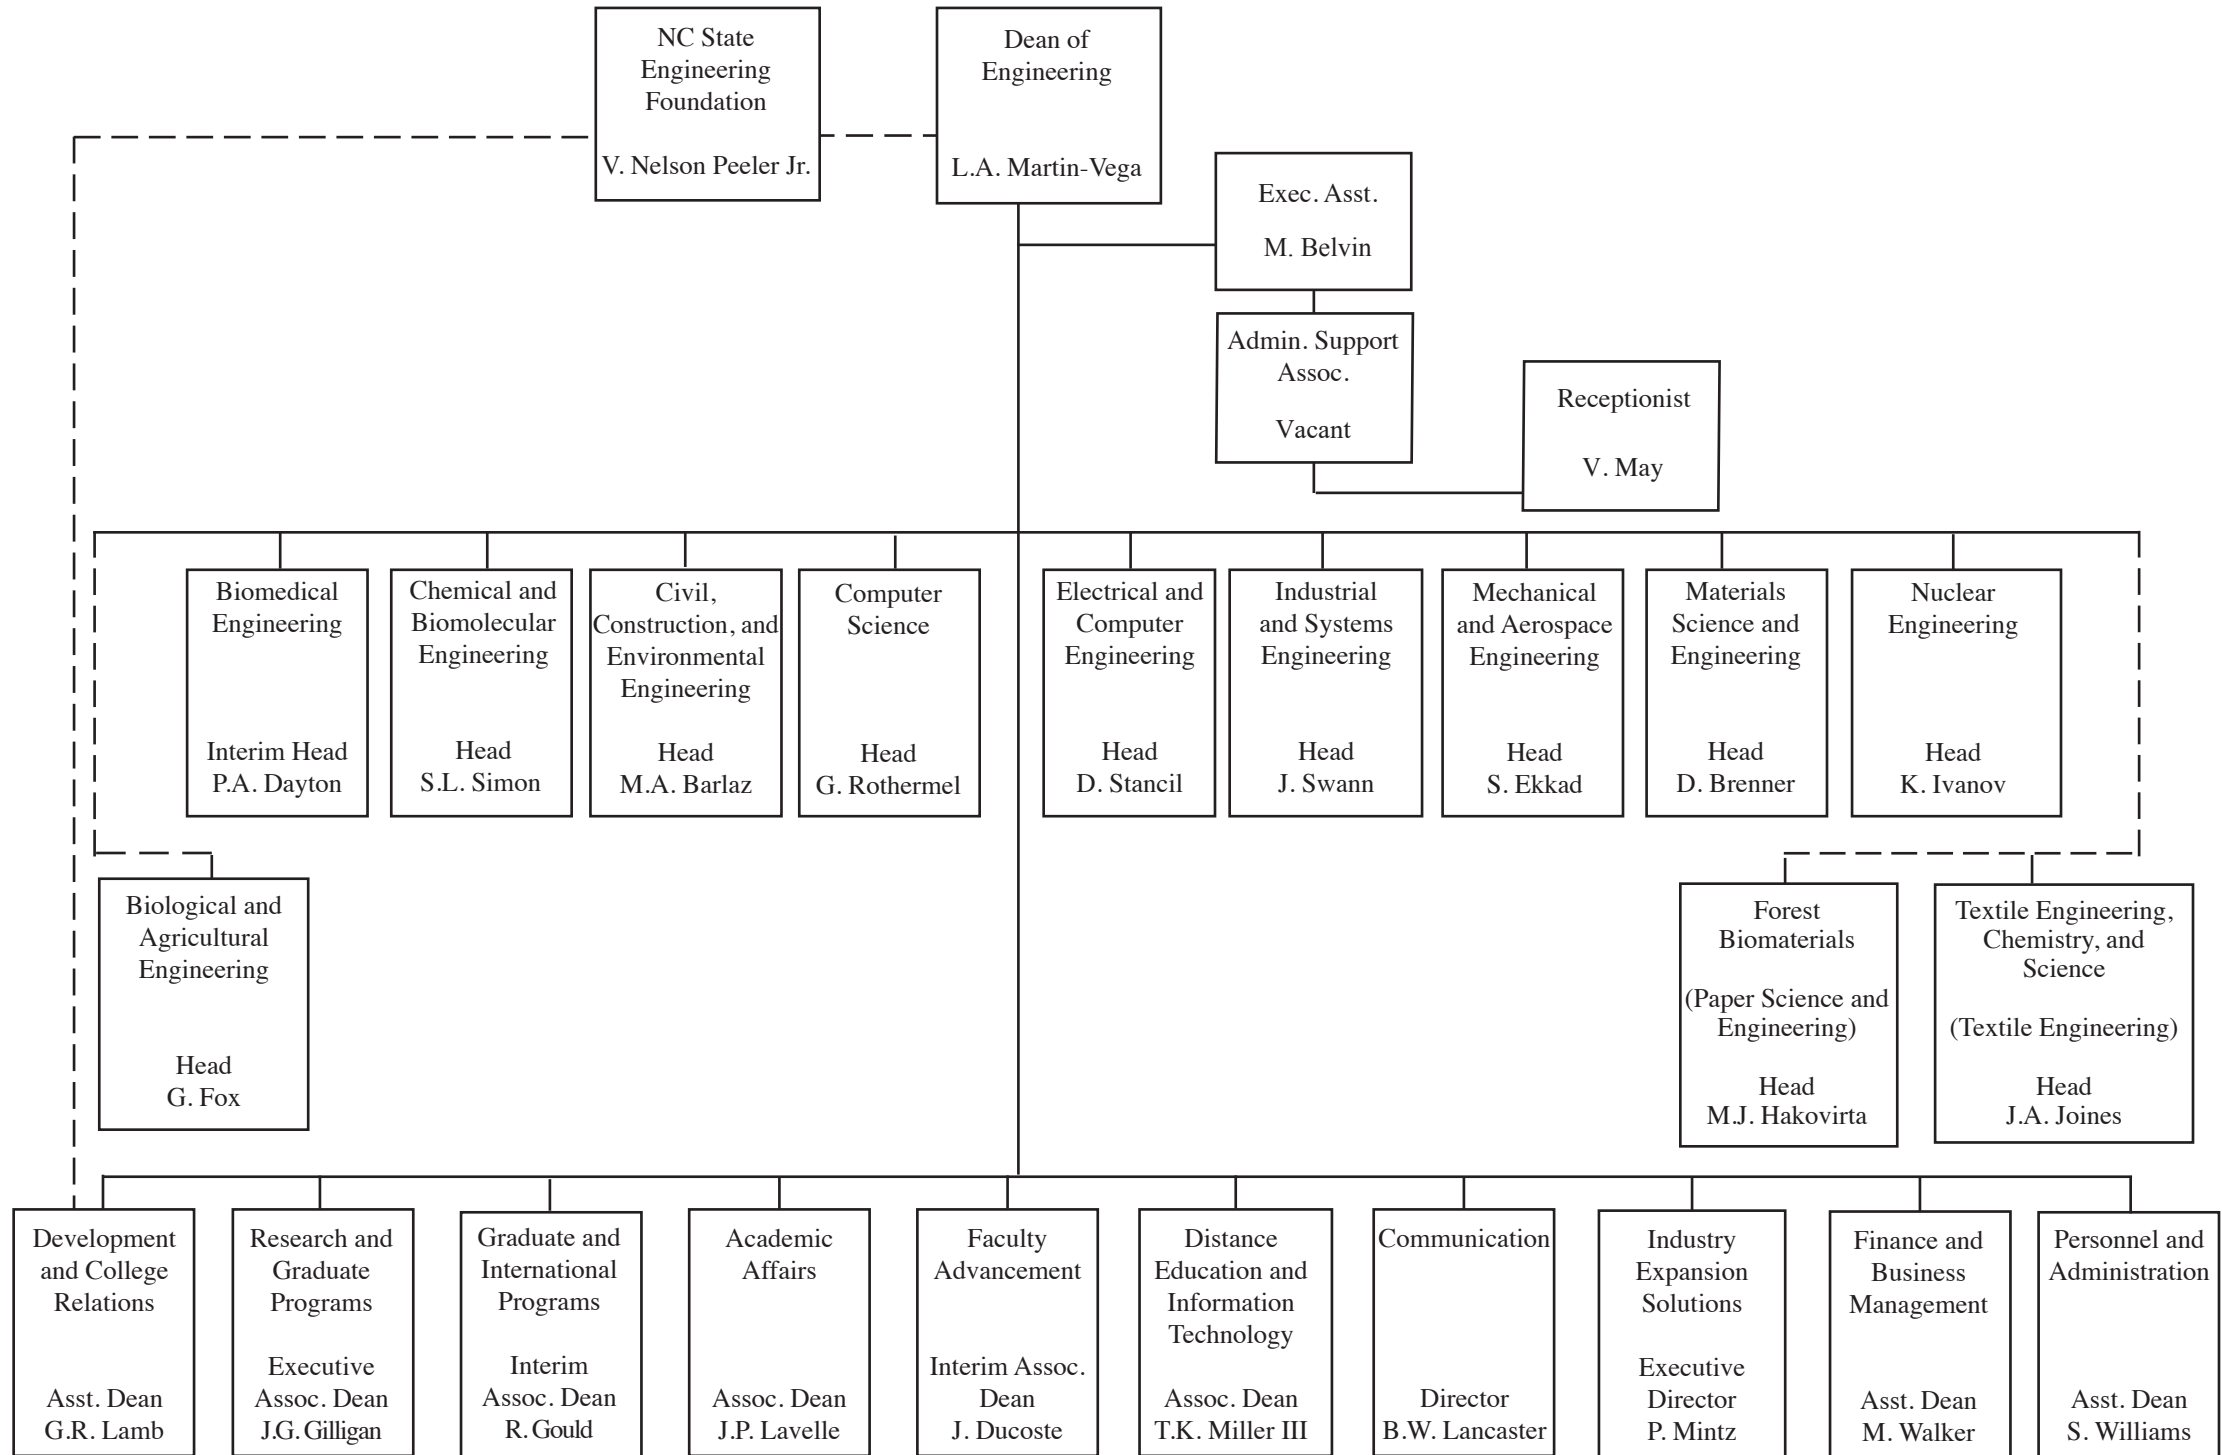 NC State
Engineering
Foundation
V. Nelson Peeler Jr.
Dean of
Engineering
L.A. Martin-Vega
Exec. Asst.
M. Belvin
Admin. Support
Assoc.
Vacant
Receptionist
V. May
Biomedical
Engineering
Interim Head
P.A. Dayton
Chemical and
Biomolecular
Engineering
Head
S.L. Simon
Civil,
Construction, and
Environmental
Engineering
Head
M.A. Barlaz
Computer
Science
Head
G. Rothermel
Electrical and
Computer
Engineering
Head
D. Stancil
Industrial
and Systems
Engineering
Head
J. Swann
Mechanical
and Aerospace
Engineering
Head
S. Ekkad
Materials
Science and
Engineering
Head
D. Brenner
Nuclear
Engineering
Head
K. Ivanov
Biological and
Agricultural
Engineering
Head
G. Fox
Forest
Biomaterials
(Paper Science and
Engineering)
Head
M.J. Hakovirta
Textile Engineering,
Chemistry, and
Science
(Textile Engineering)
Head
J.A. Joines
Development
and College
Relations
Asst. Dean
G.R. Lamb
Research and
Graduate
Programs
Executive
Assoc. Dean
J.G. Gilligan
Graduate and
International
Programs
Interim
Assoc. Dean
R. Gould
Academic
Affairs
Assoc. Dean
J.P. Lavelle
Faculty
Advancement
Interim Assoc.
Dean
J. Ducoste
Distance
Education and
Information
Technology
Assoc. Dean
T.K. Miller III
Communication
Director
B.W. Lancaster
Industry
Expansion
Solutions
Executive
Director
P. Mintz
Finance and
Business
Management
Asst. Dean
M. Walker
Personnel and
Administration
Asst. Dean
S. Williams